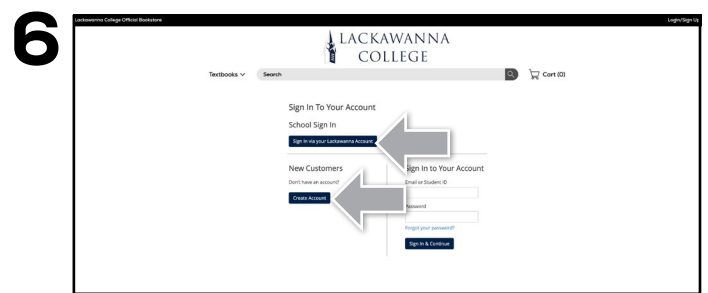 6
Lackawanna College Official Bookstore
Login/Sign Up
LACKAWANNA
COLLEGE
Textbooks
Search
Cart (0)
Sign In To Your Account
School Sign In
Sign In via your Lackawanna Account
New Customers
Don't have an account?
Create Account
Sign In to Your Account
Email or Student ID
Password
Forgot your password?
Sign In & Continue